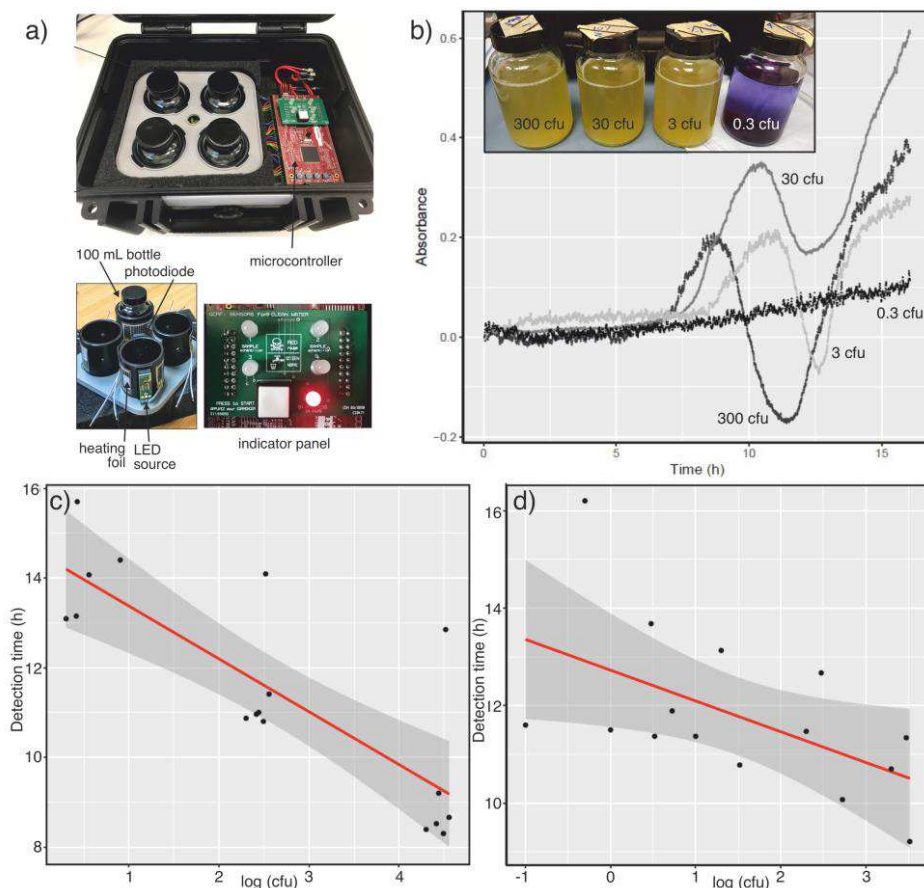 a)
microcontroller
100 mL bottle
photodiode
heating
foil
LED
source
indicator panel
PRESS to START
b)
300 cfu
30 cfu
3 cfu
0.3 cfu
Absorbance
0.6
0.4
0.2
0.0
−0.2
30 cfu
0.3 cfu
3 cfu
300 cfu
0
5
10
15
Time (h)
c)
Detection time (h)
16
14
12
10
8
1
2
3
4
log (cfu)
d)
Detection time (h)
16
14
12
10
-1
0
1
2
3
log (cfu)